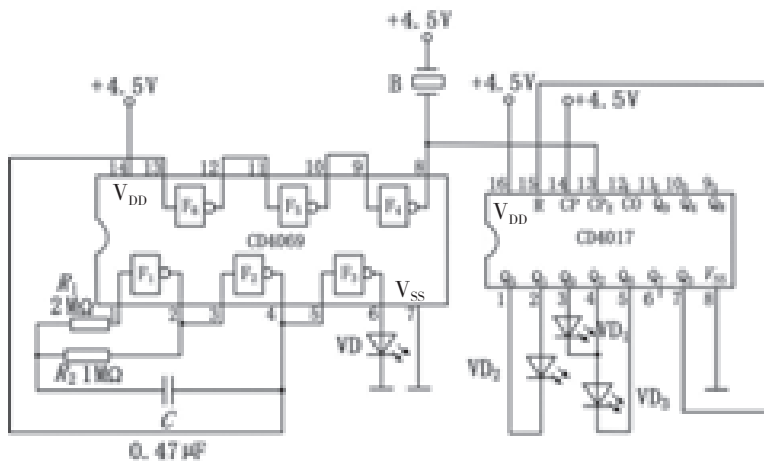 +4.5V
B
+4.5V
+4.5V
+4.5V
14 13 12 11 10 9 8
V_DD
F₆ F₅ F₄
CD4069
F₁ F₂ F₃
V_SS
1 2 3 4 5 6 7
R₁
2MΩ
R₂ 1MΩ
C
0.47μF
VD
16 15 14 13 12 11 10 9
V_DD
R CP CO
CD4017
V_SS
1 2 3 4 5 6 7 8
VD₁
VD₂
VD₃